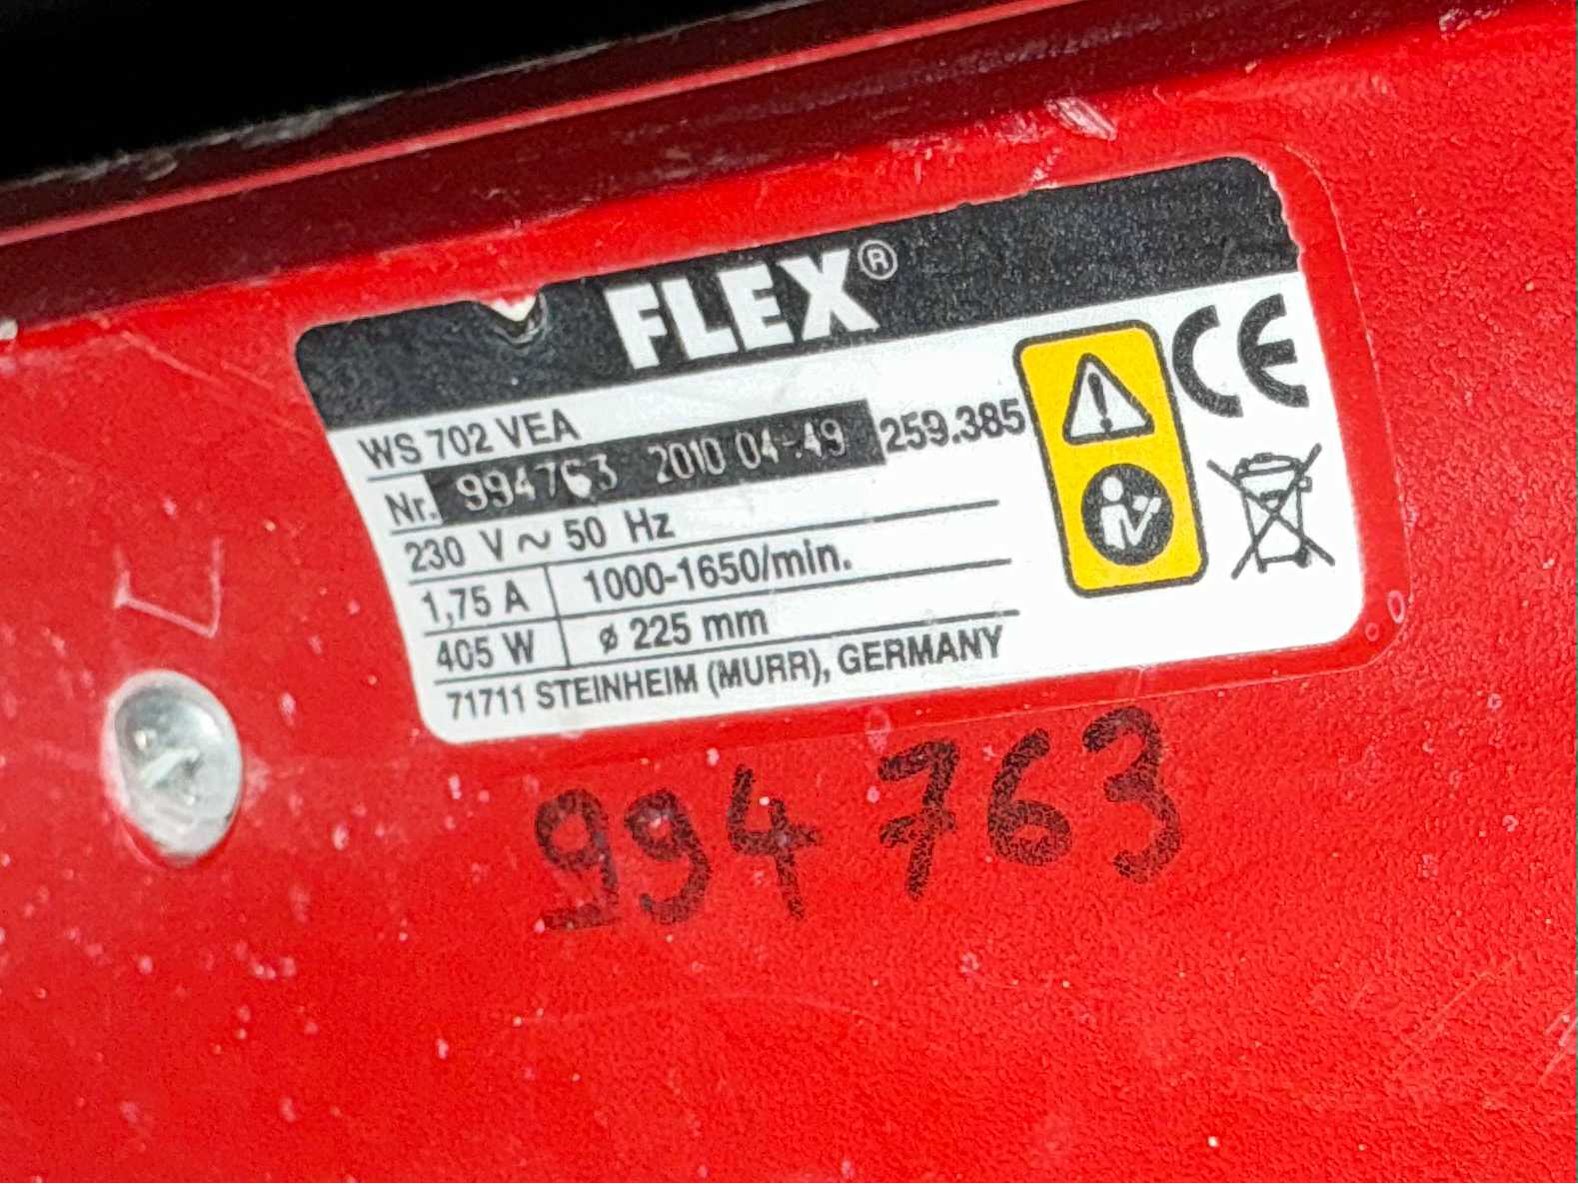 FLEX®
WS 702 VEA
Nr. 994763 2010 04-49 259.385
CE
230 V ~ 50 Hz
1,75 A 1000-1650/min.
405 W ø 225 mm
71711 STEINHEIM (MURR), GERMANY
994763